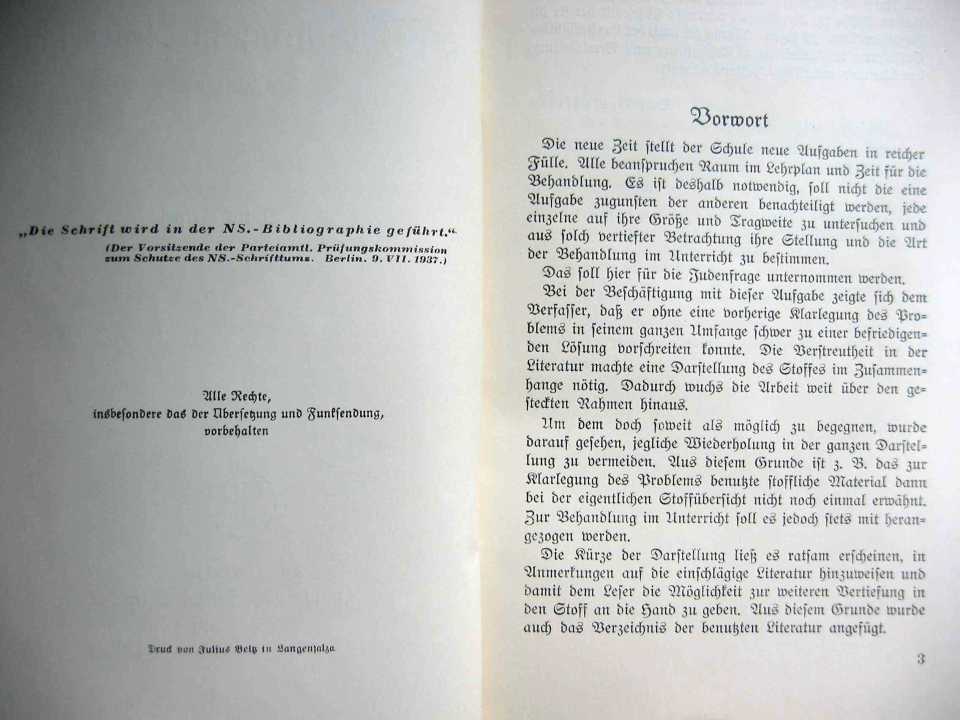 „Die Schrift wird in der NS.-Bibliographie geführt.“
(Der Vorsitzende der Parteiamtl. Prüfungskommission
zum Schutze des NS.-Schrifttums. Berlin. 9. VII. 1937.)
Alle Rechte,
insbesondere das der Übersetzung und Funksendung,
vorbehalten
Druck von Julius Beltz in Langensalza
Vorwort
Die neue Zeit stellt der Schule neue Aufgaben in reicher
Fülle. Alle beanspruchen Raum im Lehrplan und Zeit für die
Behandlung. Es ist deshalb notwendig, soll nicht die eine
Aufgabe zugunsten der anderen benachteiligt werden, jede
einzelne auf ihre Größe und Tragweite zu untersuchen und
aus solch vertiefter Betrachtung ihre Stellung und die Art
der Behandlung im Unterricht zu bestimmen.
Das soll hier für die Judenfrage unternommen werden.
Bei der Beschäftigung mit dieser Aufgabe zeigte sich dem
Verfasser, daß er ohne eine vorherige Klarlegung des Pro-
blems in seinem ganzen Umfange schwer zu einer befriedigen-
den Lösung vorschreiten konnte. Die Verstreutheit in der
Literatur machte eine Darstellung des Stoffes im Zusammen-
hange nötig. Dadurch wuchs die Arbeit weit über den ge-
steckten Rahmen hinaus.
Um dem doch soweit als möglich zu begegnen, wurde
darauf gesehen, jegliche Wiederholung in der ganzen Darstel-
lung zu vermeiden. Aus diesem Grunde ist z. B. das zur
Klarlegung des Problems benutzte stoffliche Material dann
bei der eigentlichen Stoffübersicht nicht noch einmal erwähnt.
Zur Behandlung im Unterricht soll es jedoch stets mit heran-
gezogen werden.
Die Kürze der Darstellung ließ es ratsam erscheinen, in
Anmerkungen auf die einschlägige Literatur hinzuweisen und
damit dem Leser die Möglichkeit zur weiteren Vertiefung in
den Stoff an die Hand zu geben. Aus diesem Grunde wurde
auch das Verzeichnis der benutzten Literatur angefügt.
3